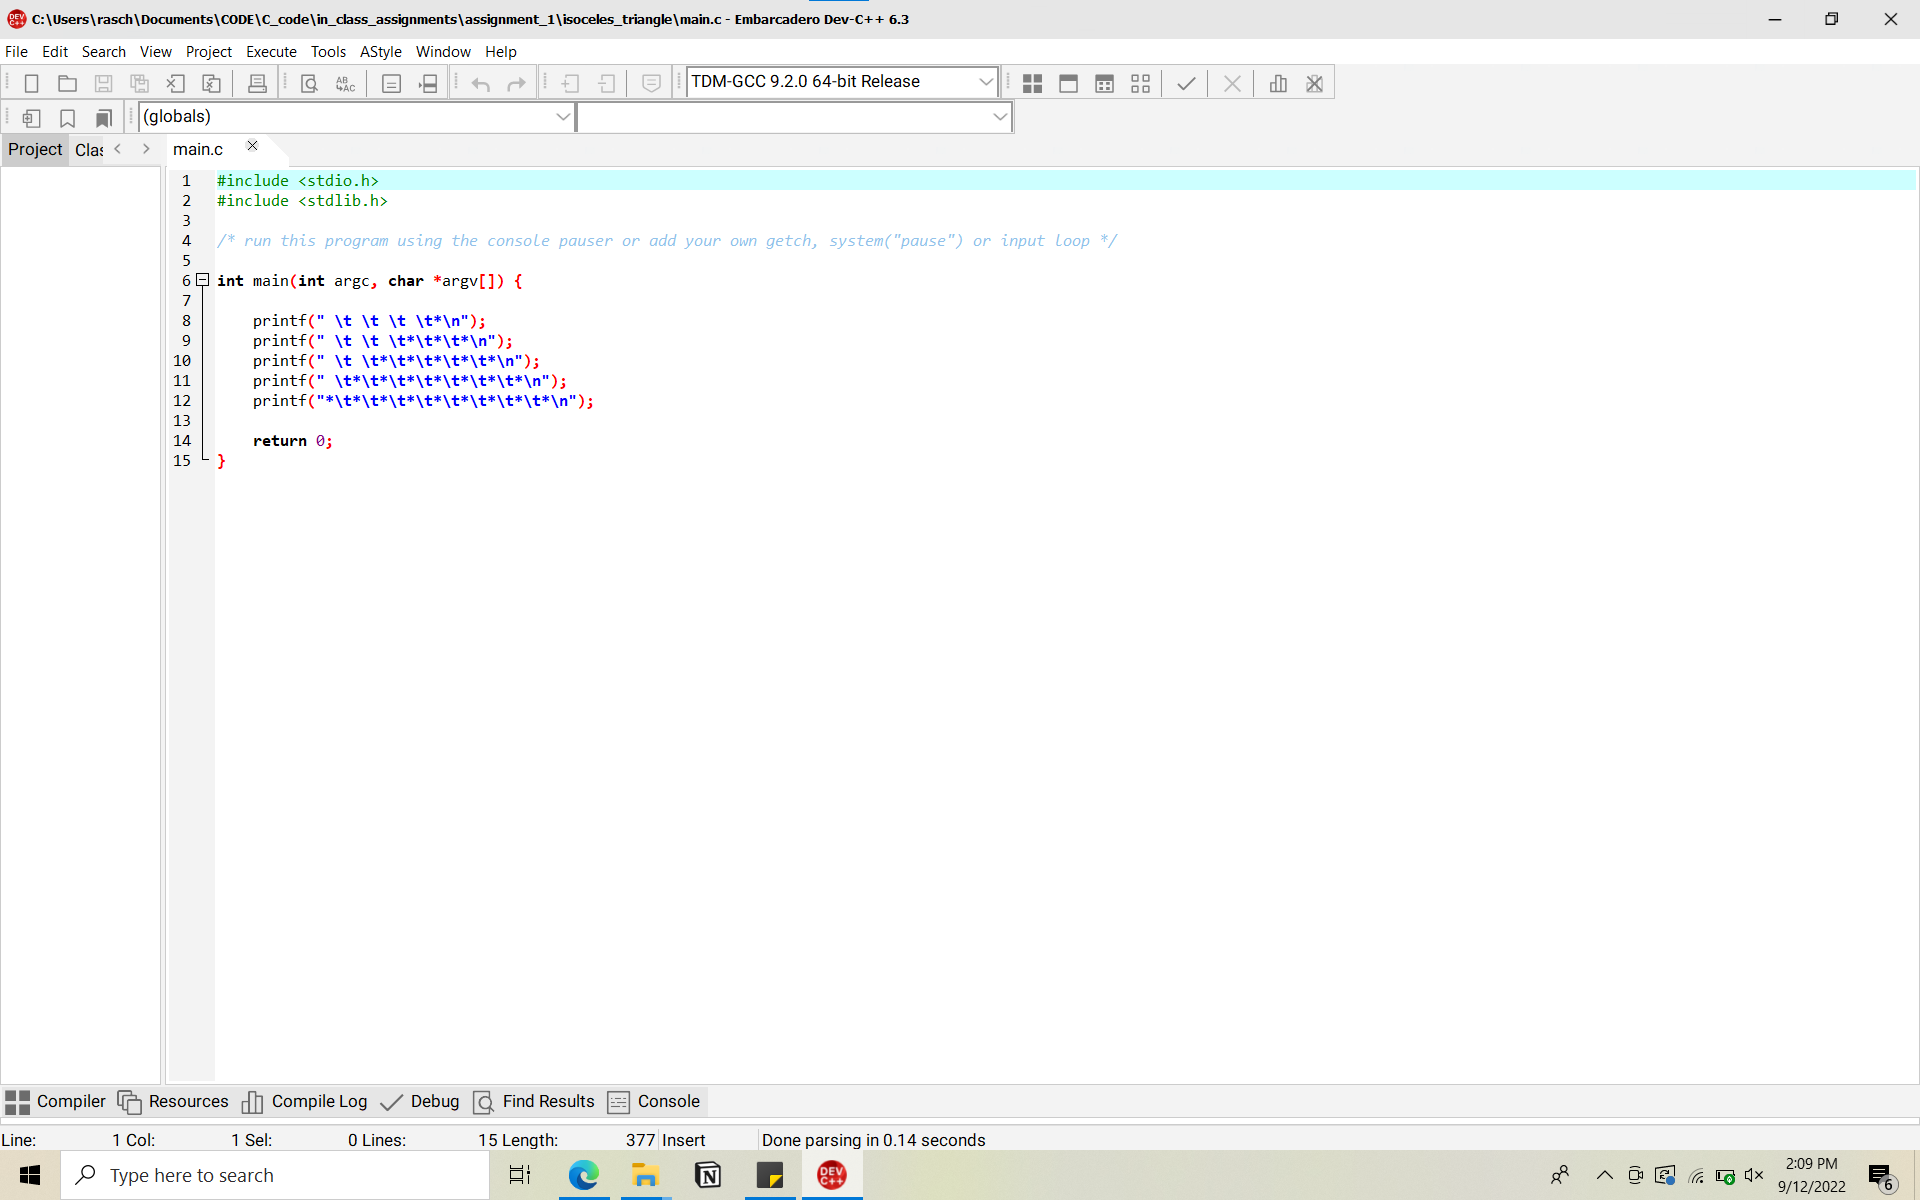 C:\Users\rasch\Documents\CODE\C_code\in_class_assignments\assignment_1\isoceles_triangle\main.c - Embarcadero Dev-C++ 6.3
File Edit Search View Project Execute Tools AStyle Window Help
TDM-GCC 9.2.0 64-bit Release
(globals)
Project Clas main.c
1 #include <stdio.h>
2 #include <stdlib.h>
3
4 /* run this program using the console pauser or add your own getch, system("pause") or input loop */
5
6 int main(int argc, char *argv[]) {
7
8 printf(" \t \t \t \t*\n");
9 printf(" \t \t \t*\t*\t*\n");
10 printf(" \t \t*\t*\t*\t*\t*\n");
11 printf(" \t*\t*\t*\t*\t*\t*\t*\n");
12 printf("*\t*\t*\t*\t*\t*\t*\t*\t*\n");
13
14 return 0;
15 }
Compiler Resources Compile Log Debug Find Results Console
Line: 1 Col: 1 Sel: 0 Lines: 15 Length: 377 Insert Done parsing in 0.14 seconds
Type here to search
DEV C++
2:09 PM
9/12/2022
6